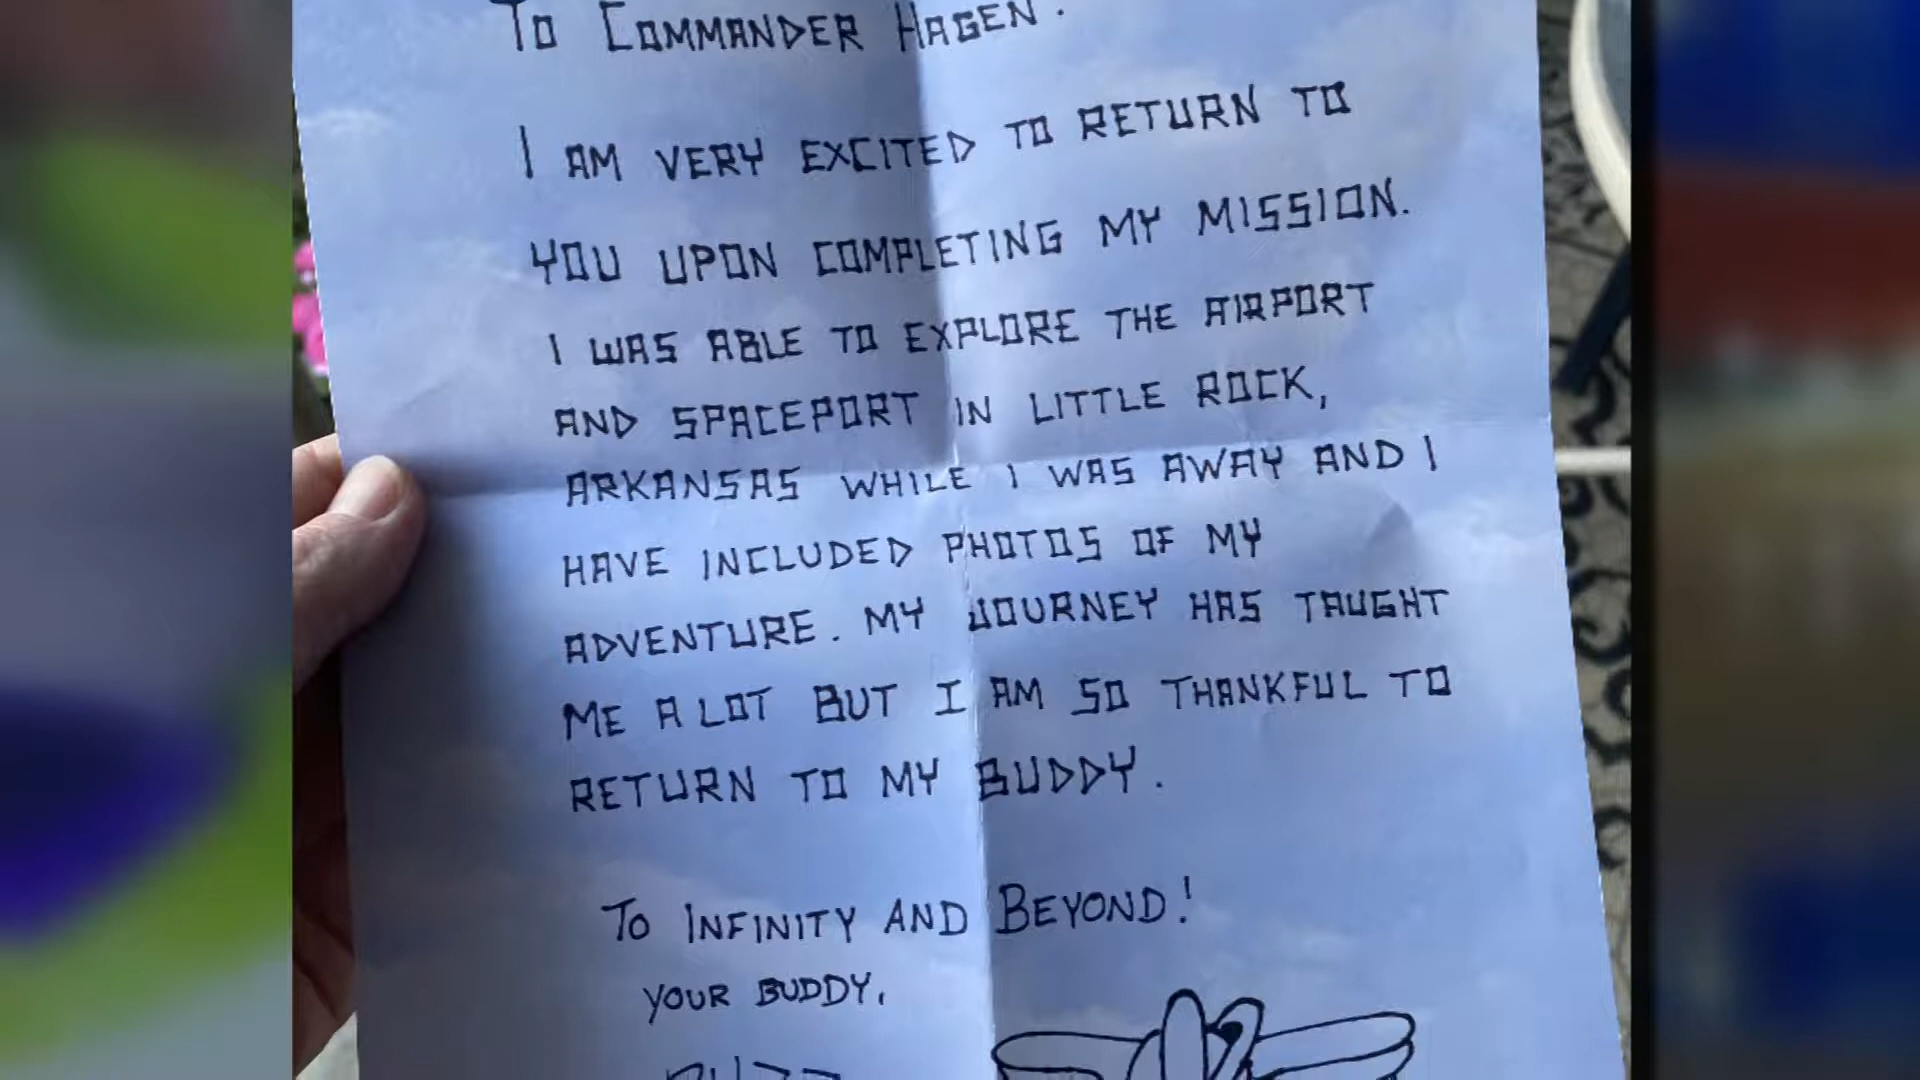 TO COMMANDER HAGEN.
I AM VERY EXCITED TO RETURN TO
YOU UPON COMPLETING MY MISSION.
I WAS ABLE TO EXPLORE THE AIRPORT
AND SPACEPORT IN LITTLE ROCK,
ARKANSAS WHILE I WAS AWAY AND I
HAVE INCLUDED PHOTOS OF MY
ADVENTURE. MY JOURNEY HAS TAUGHT
ME A LOT BUT I AM SO THANKFUL TO
RETURN TO MY BUDDY.
TO INFINITY AND BEYOND!
YOUR BUDDY,